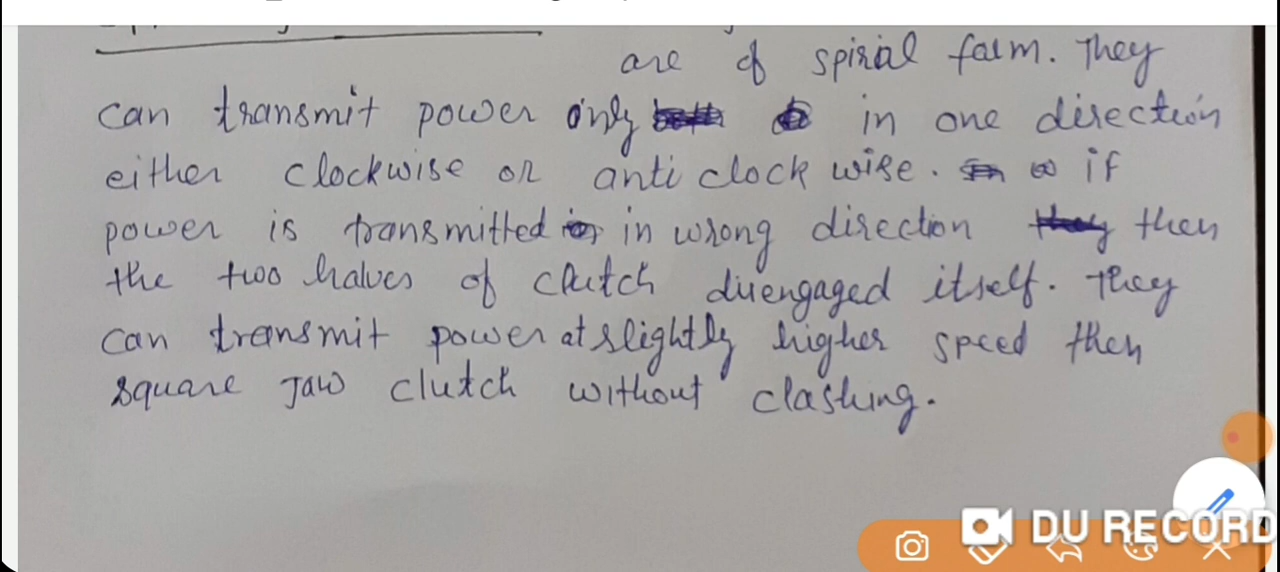 are of spiral form. They
can transmit power only in one direction
either clockwise or anti clock wise. if
power is transmitted in wrong direction then
the two halves of clutch disengaged itself. They
can transmit power at slightly higher speed then
square Jaw clutch without clashing.
DU RECORD